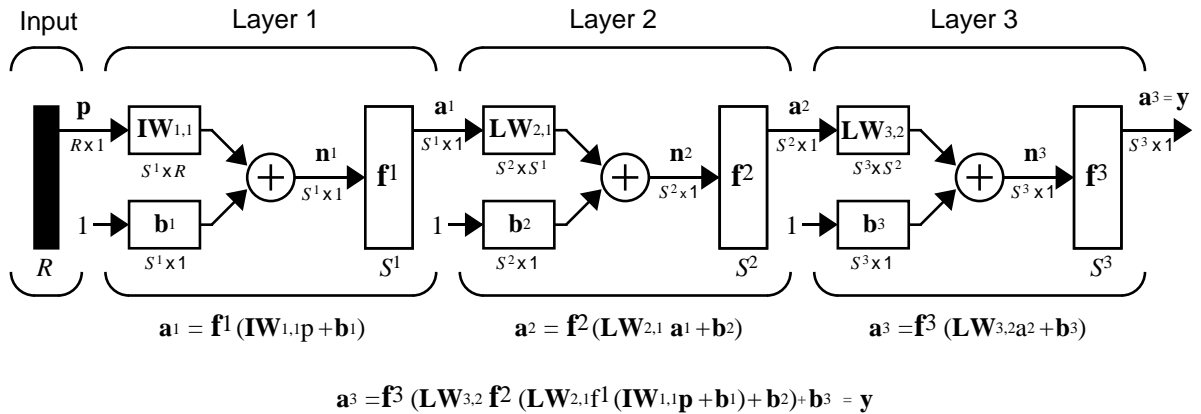 Input Layer 1 Layer 2 Layer 3
p a1 a2 a3 = y
IW1,1 LW2,1 LW3,2
R x 1 S1 x 1 S2 x 1 S3 x 1
n1 n2 n3
S1 x R S2 x S1 S3 x S2
f1 f2 f3
S1 x 1 S2 x 1 S3 x 1
1 b1 1 b2 1 b3
S1 x 1 S2 x 1 S3 x 1
R S1 S2 S3
a1 = f1 (IW1,1p + b1) a2 = f2 (LW2,1 a1 + b2) a3 = f3 (LW3,2a2 + b3)
a3 = f3 (LW3,2 f2 (LW2,1f1 (IW1,1p + b1) + b2) + b3 = y